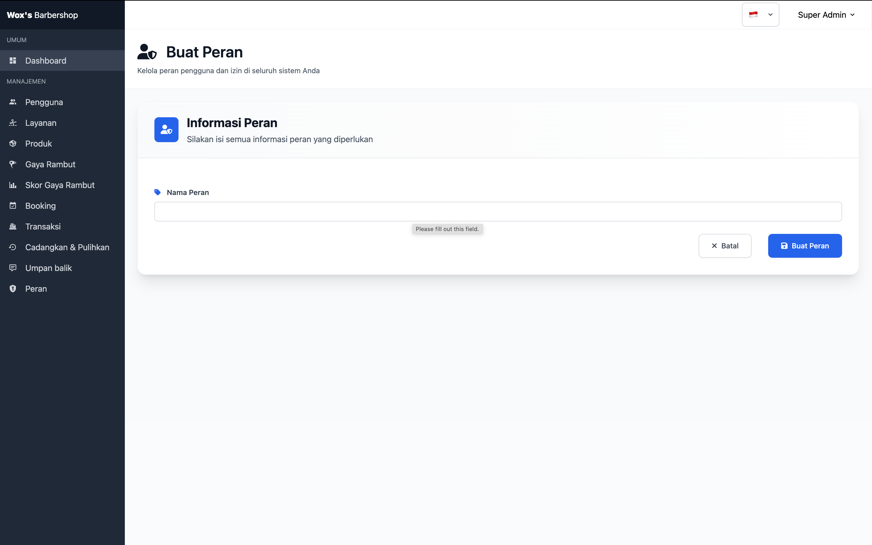 Wox's Barbershop
Super Admin
UMUM
Dashboard
MANAJEMEN
Pengguna
Layanan
Produk
Gaya Rambut
Skor Gaya Rambut
Booking
Transaksi
Cadangkan & Pulihkan
Umpan balik
Peran
Buat Peran
Kelola peran pengguna dan izin di seluruh sistem Anda
Informasi Peran
Silakan isi semua informasi peran yang diperlukan
Nama Peran
Please fill out this field.
Batal
Buat Peran